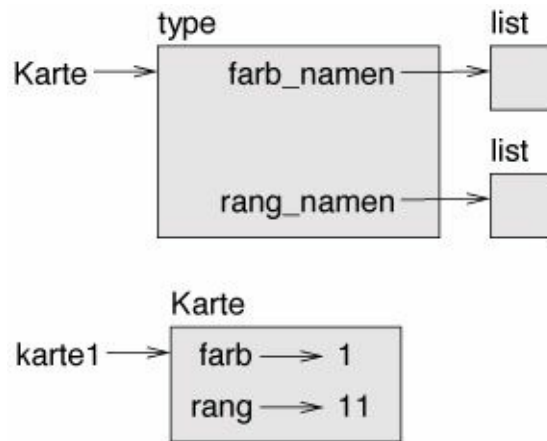 type
list
Karte
farb_namen
list
rang_namen
Karte
karte1
farb 1
rang 11